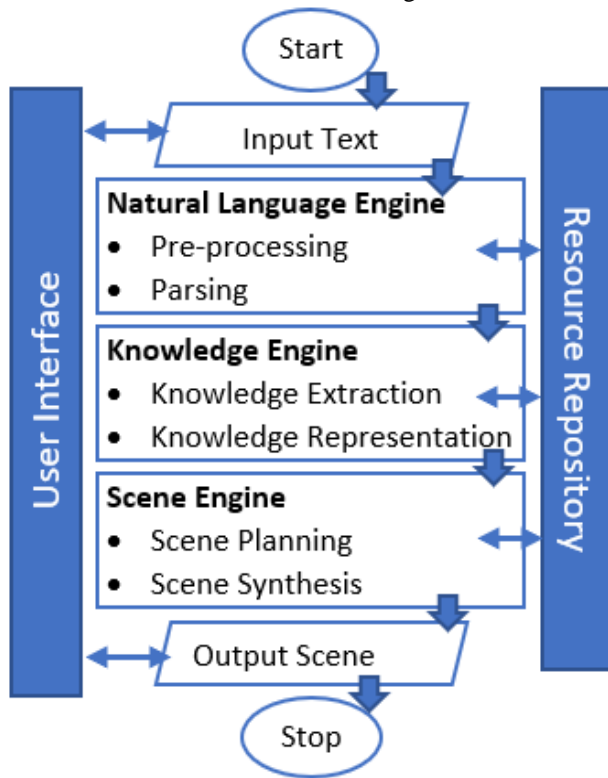 Start
Input Text
Natural Language Engine
• Pre-processing
• Parsing
Knowledge Engine
• Knowledge Extraction
• Knowledge Representation
Scene Engine
• Scene Planning
• Scene Synthesis
Output Scene
Stop
User Interface
Resource Repository